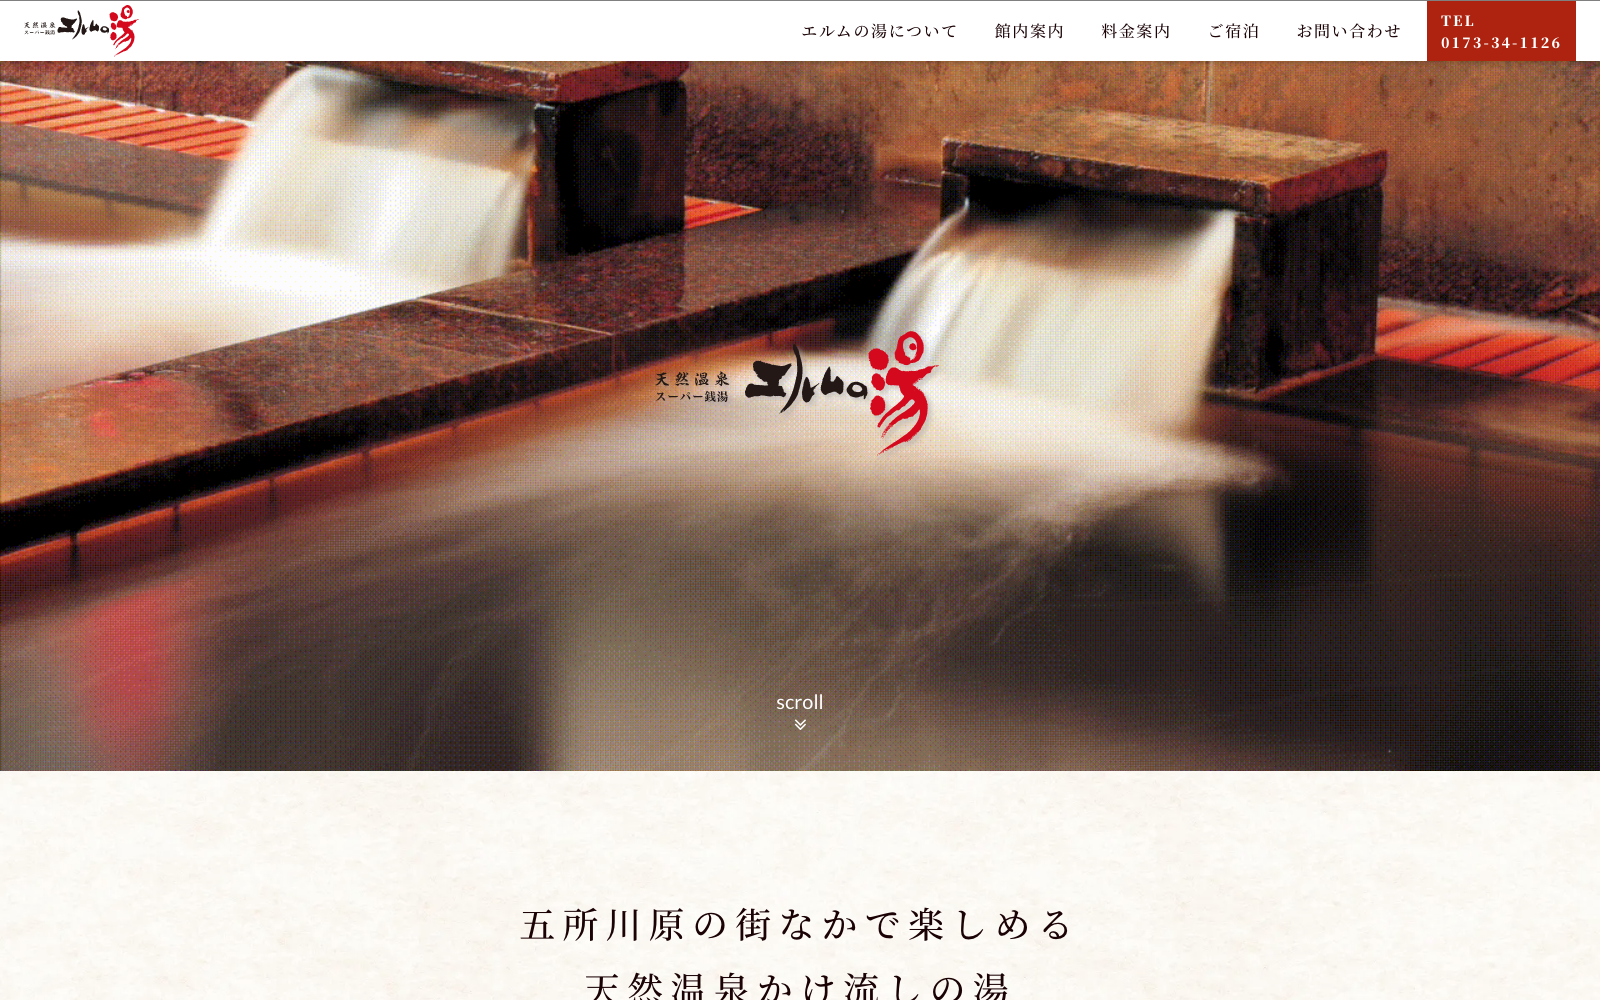 天然温泉
スーパー銭湯
エルムの湯
エルムの湯について
館内案内
料金案内
ご宿泊
お問い合わせ
TEL
0173-34-1126
天然温泉
スーパー銭湯
エルムの湯
scroll
五所川原の街なかで楽しめる
天然温泉かけ流しの湯